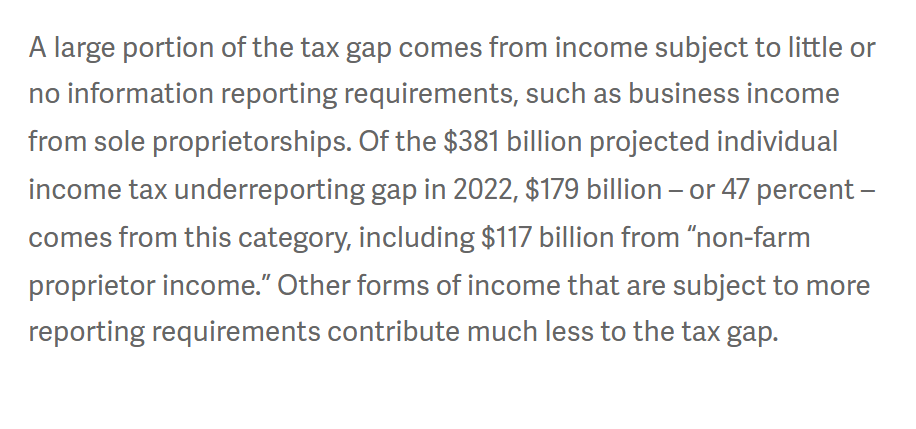 A large portion of the tax gap comes from income subject to little or
no information reporting requirements, such as business income
from sole proprietorships. Of the $381 billion projected individual
income tax underreporting gap in 2022, $179 billion – or 47 percent –
comes from this category, including $117 billion from “non-farm
proprietor income.” Other forms of income that are subject to more
reporting requirements contribute much less to the tax gap.